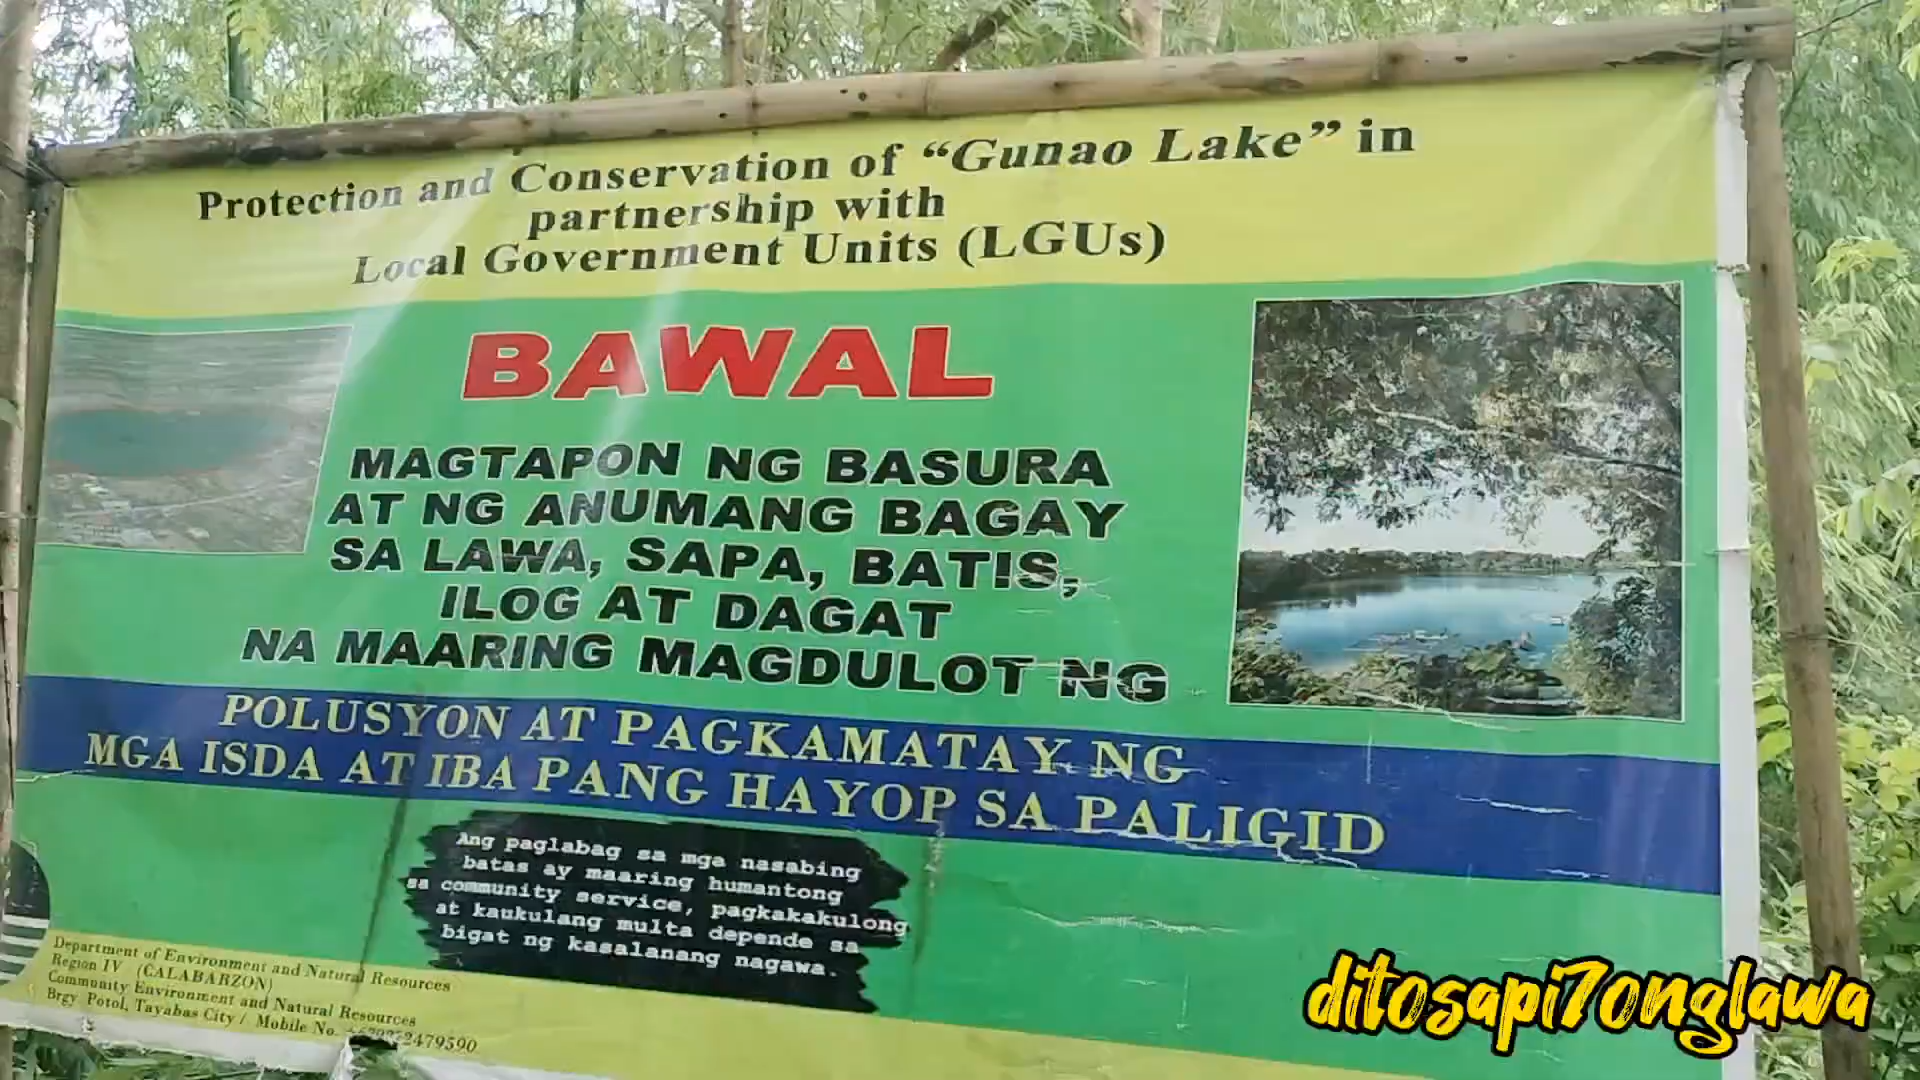 Protection and Conservation of “Gunao Lake” in
partnership with
Local Government Units (LGUs)
BAWAL
MAGTAPON NG BASURA
AT NG ANUMANG BAGAY
SA LAWA, SAPA, BATIS,
ILOG AT DAGAT
NA MAARING MAGDULOT NG
POLUSYON AT PAGKAMATAY NG
MGA ISDA AT IBA PANG HAYOP SA PALIGID
Ang paglabag sa mga nasabing
batas ay maaring humantong
sa community service, pagkakakulong
at kaukulang multa depende sa
bigat ng kasalanang nagawa.
Department of Environment and Natural Resources
Region IV (CALABARZON)
Community Environment and Natural Resources
Brgy Potol, Tayabas City / Mobile No.
ditosapi7onglawa